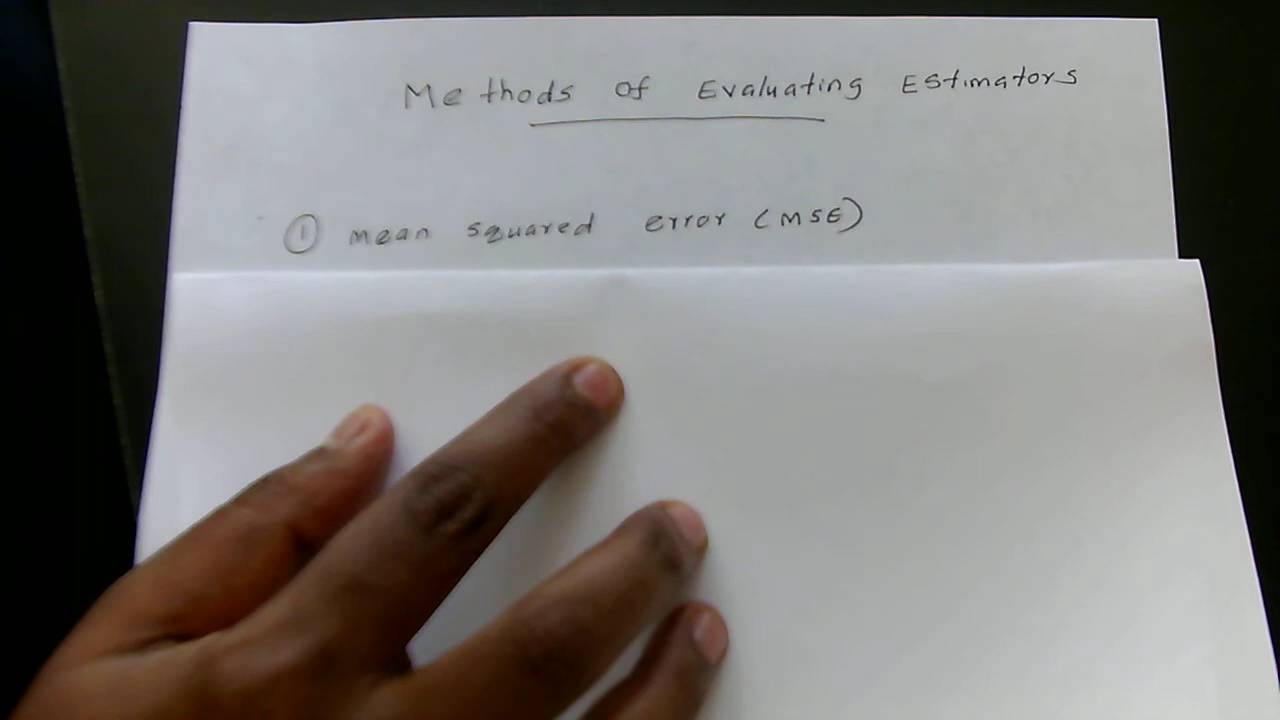 Methods of Evaluating Estimators
① mean squared error (MSE)